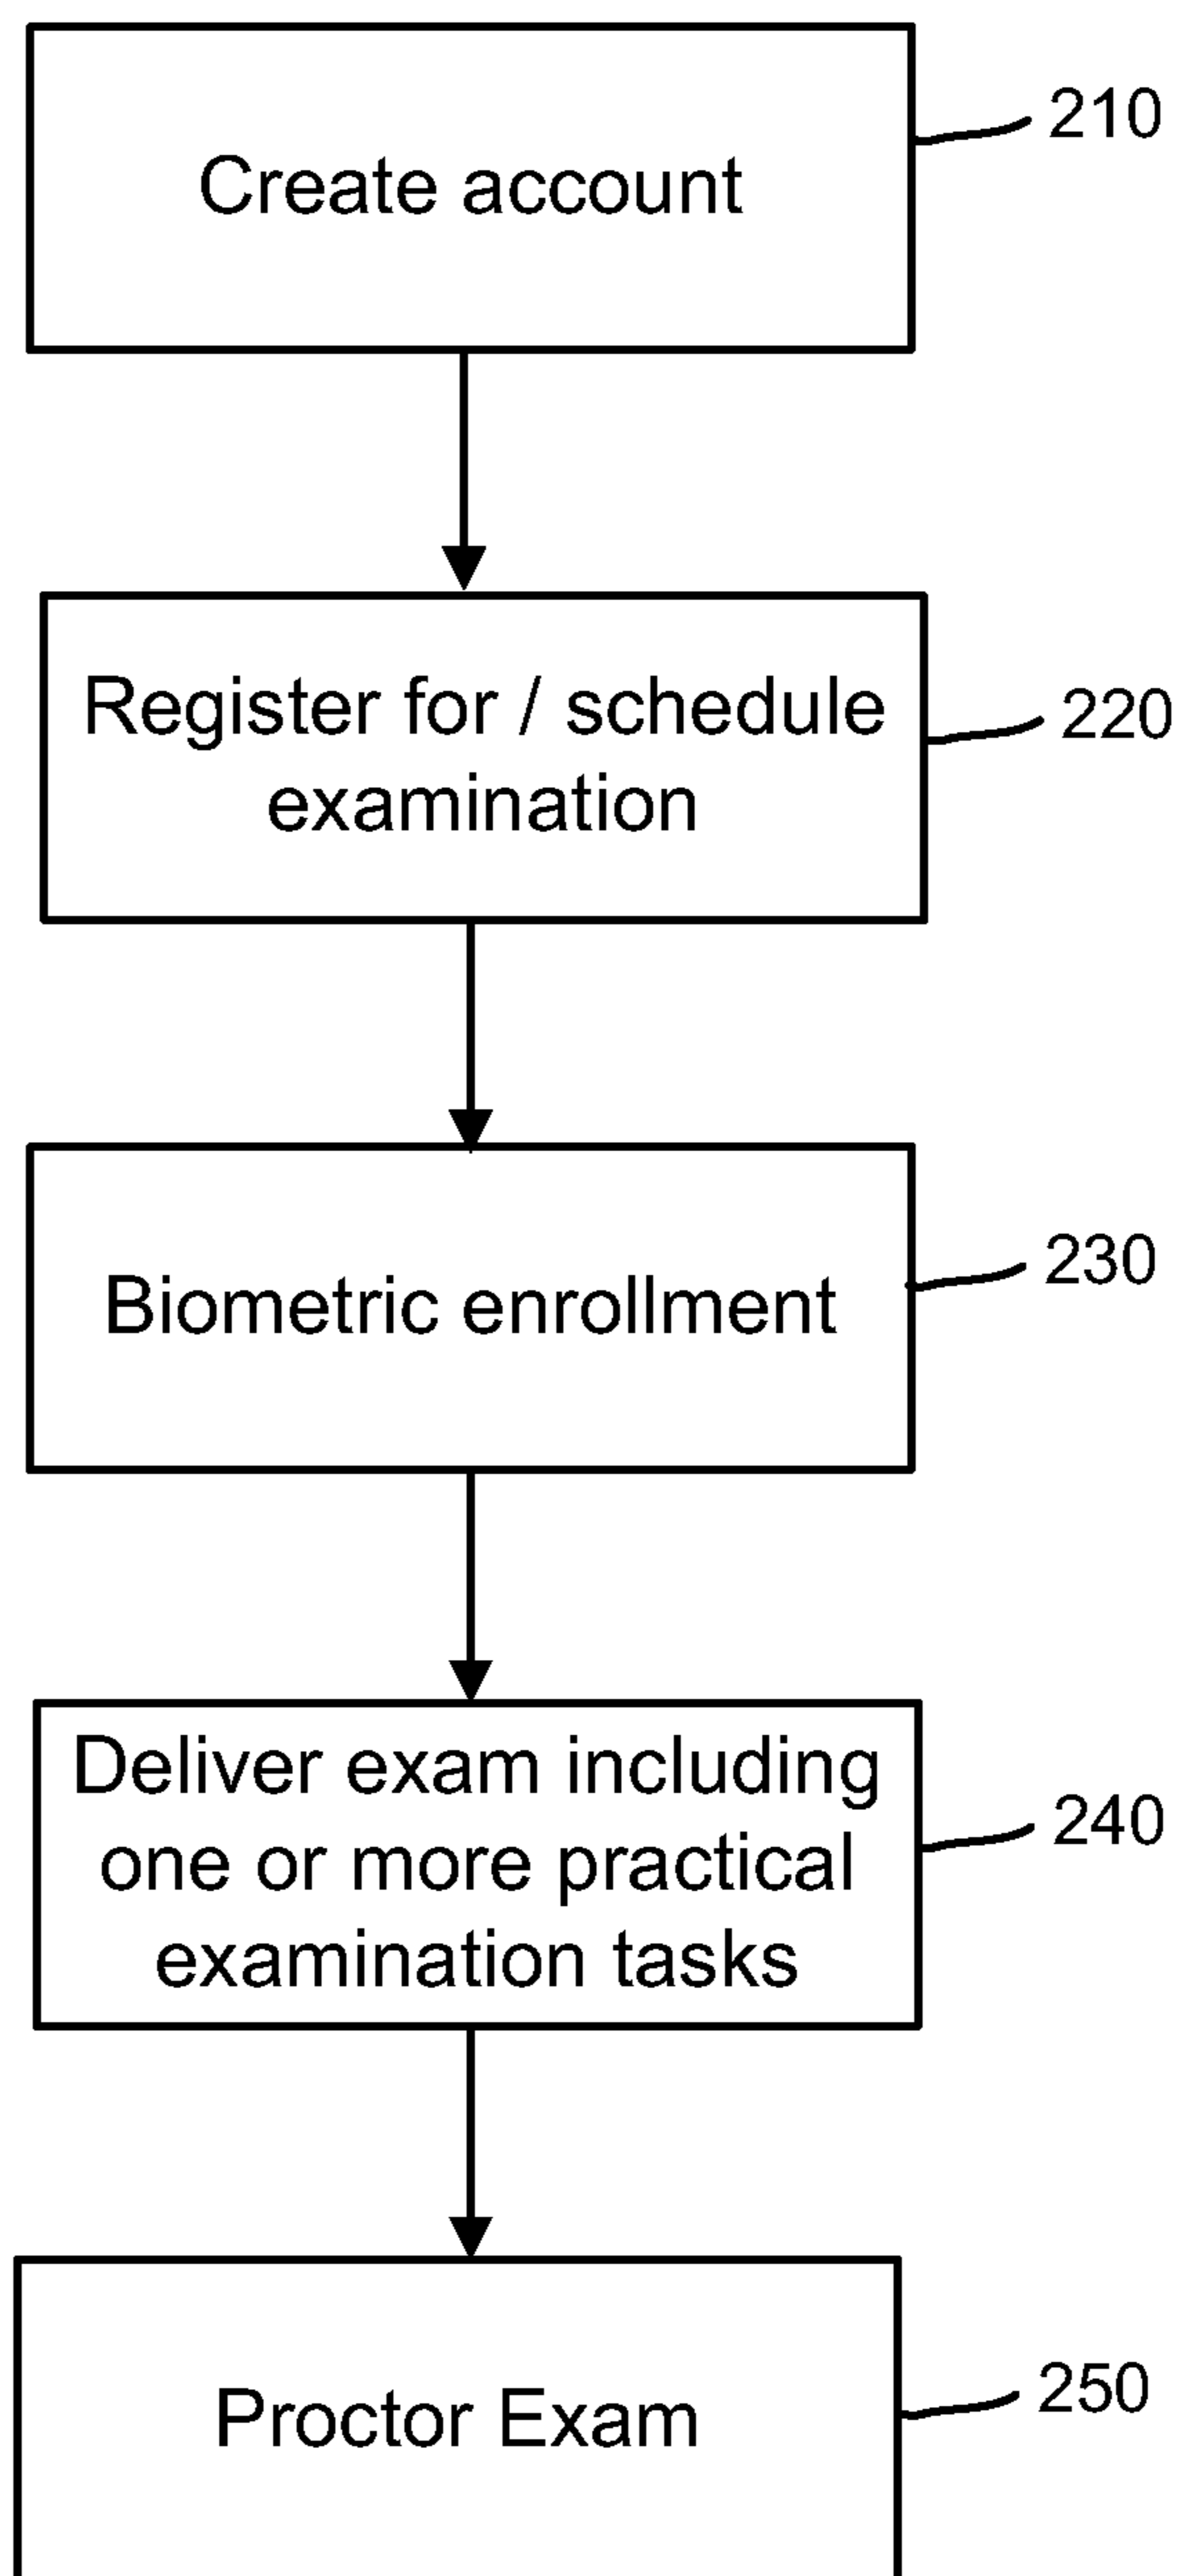 Create account
210
Register for / schedule
examination
220
Biometric enrollment
230
Deliver exam including
one or more practical
examination tasks
240
Proctor Exam
250